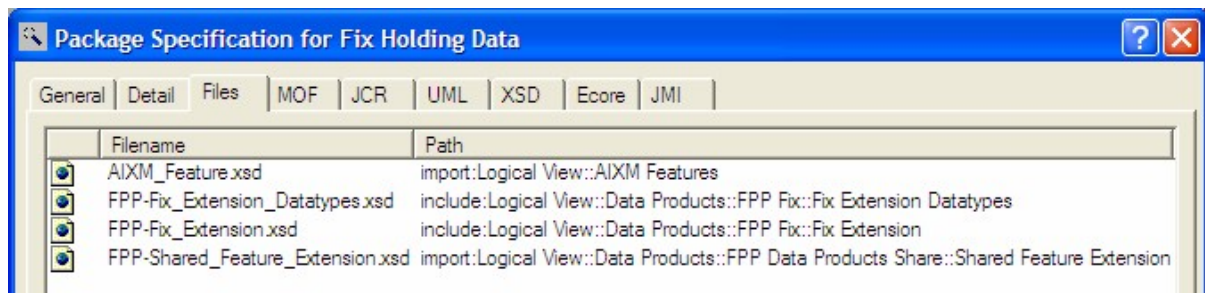 Package Specification for Fix Holding Data
General Detail Files MOF JCR UML XSD Ecore JMI
Filename Path
AIXM_Feature.xsd import:Logical View::AIXM Features
FPP-Fix_Extension_Datatypes.xsd include:Logical View::Data Products::FPP Fix::Fix Extension Datatypes
FPP-Fix_Extension.xsd include:Logical View::Data Products::FPP Fix::Fix Extension
FPP-Shared_Feature_Extension.xsd import:Logical View::Data Products::FPP Data Products Share::Shared Feature Extension